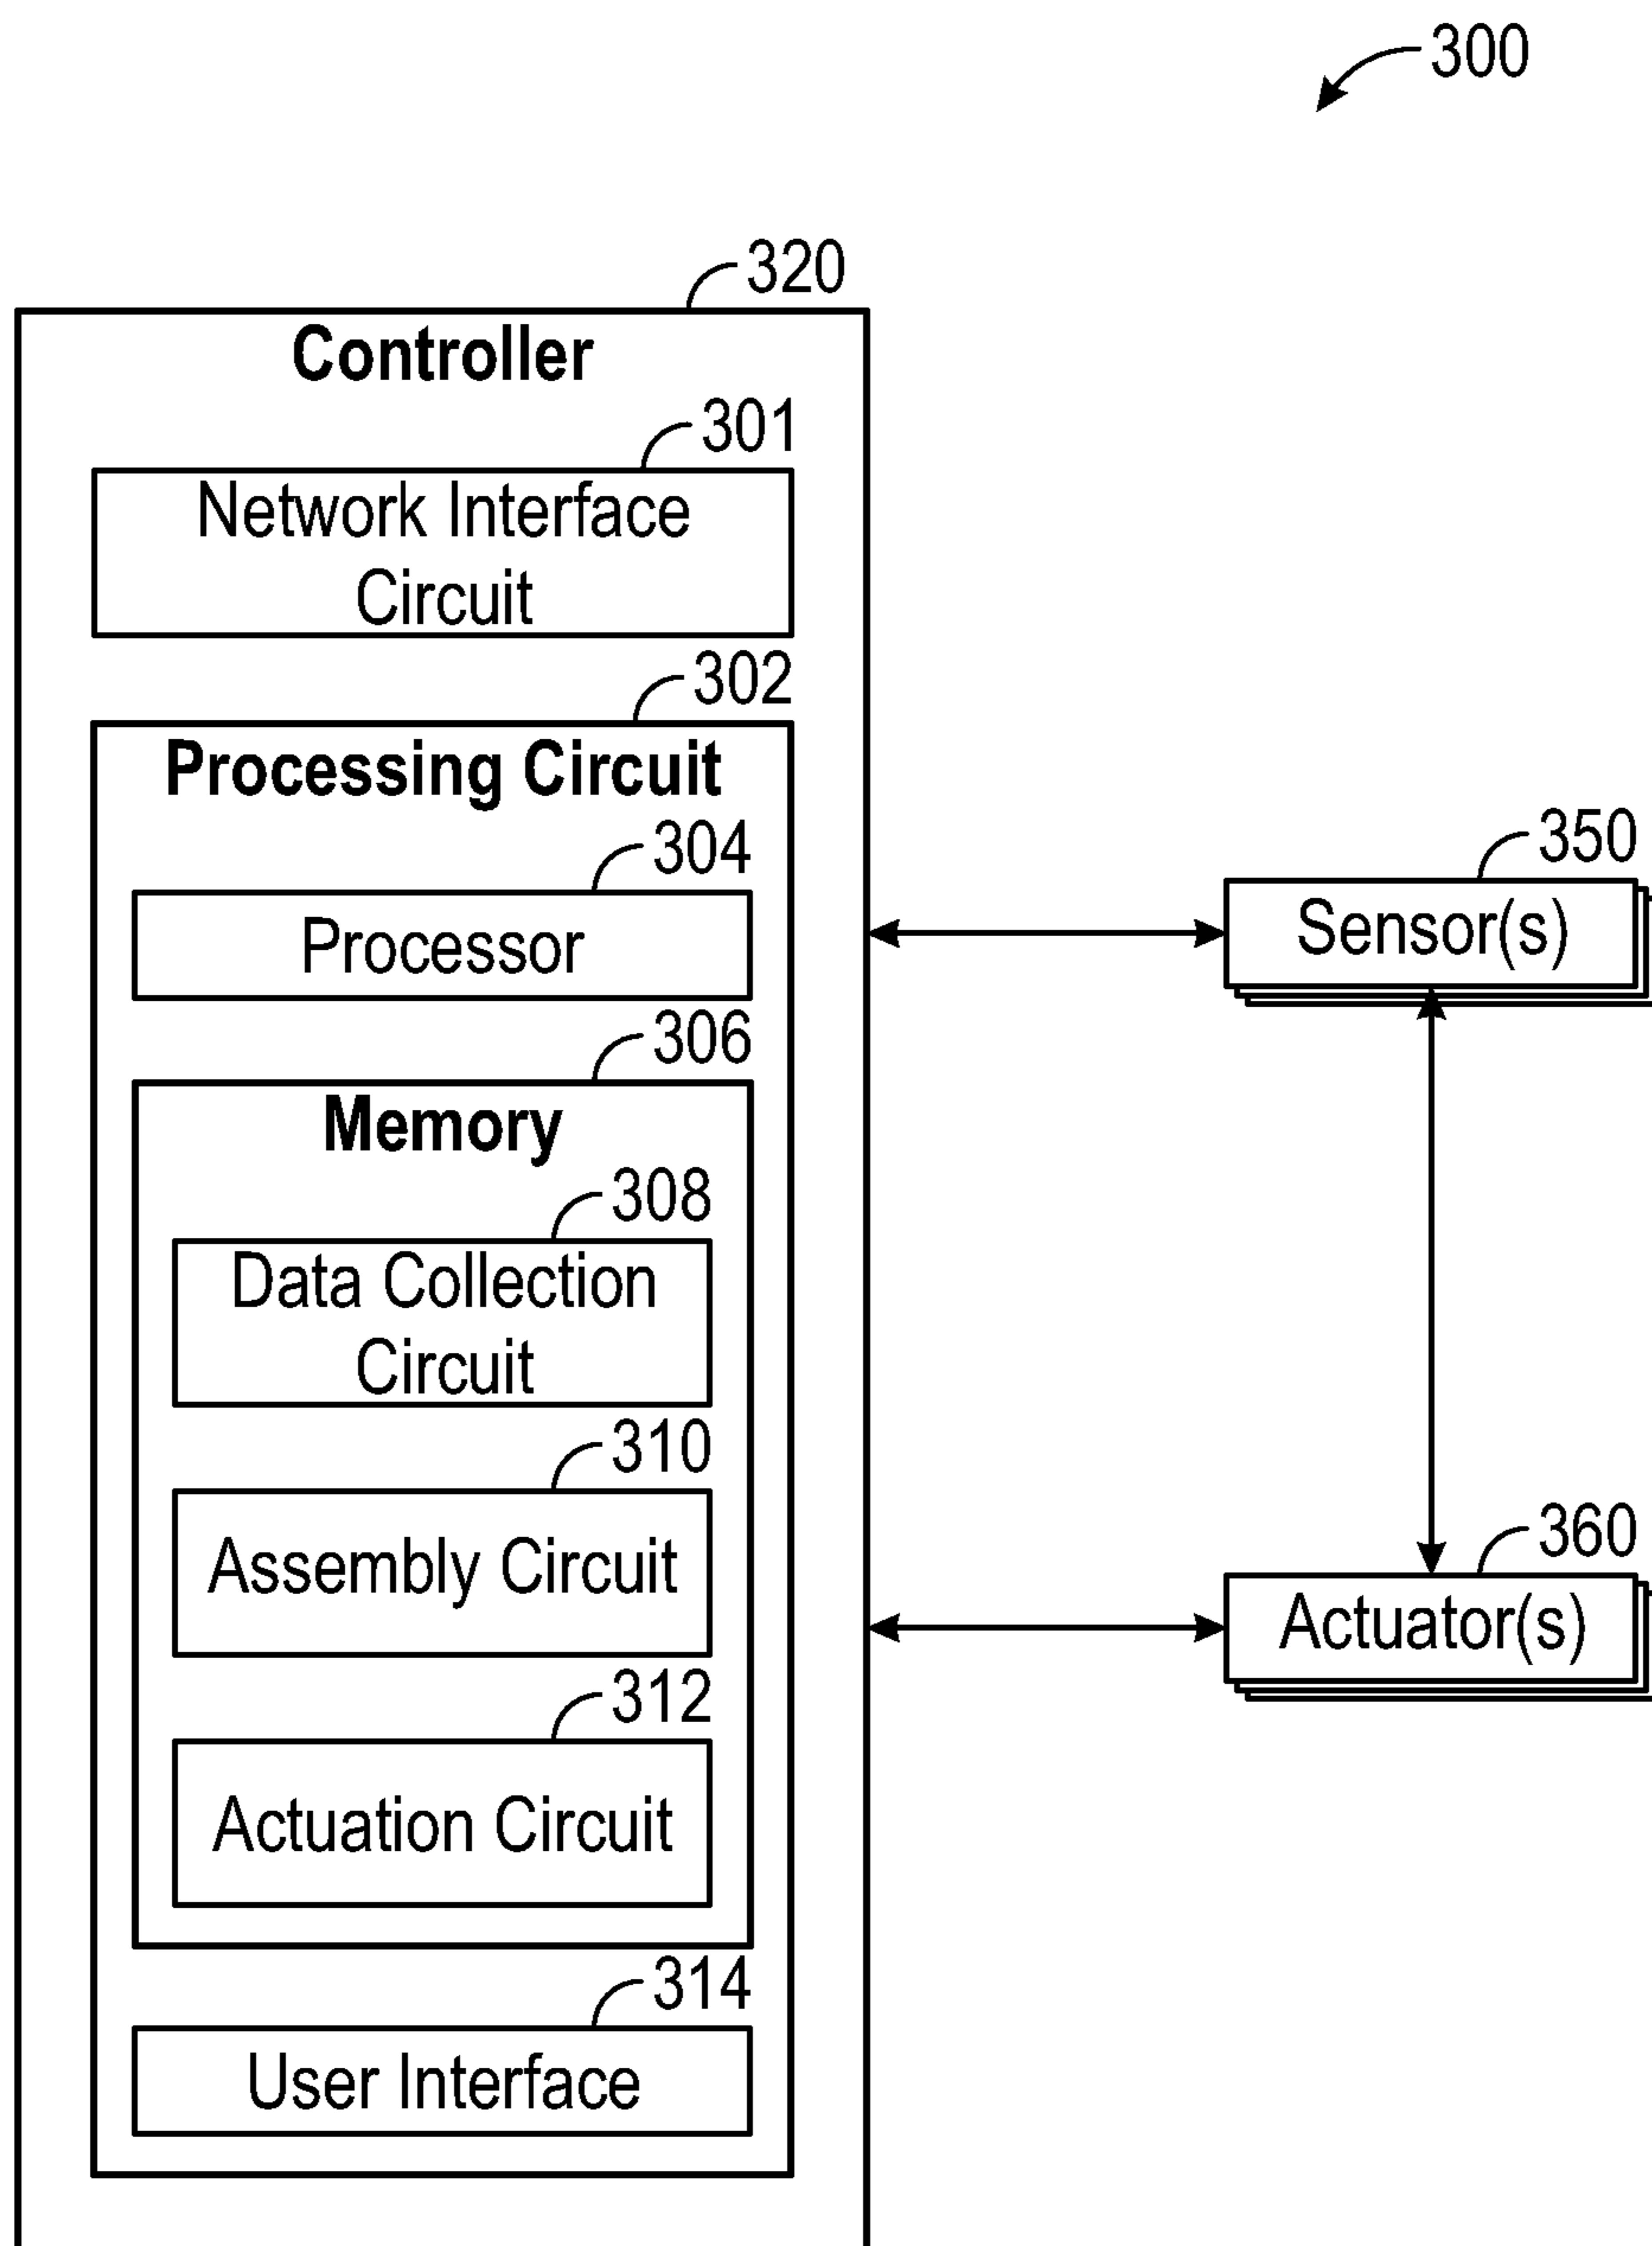 300
320
Controller
301
Network Interface
Circuit
302
Processing Circuit
304
Processor
306
Memory
308
Data Collection
Circuit
310
Assembly Circuit
312
Actuation Circuit
314
User Interface
350
Sensor(s)
360
Actuator(s)